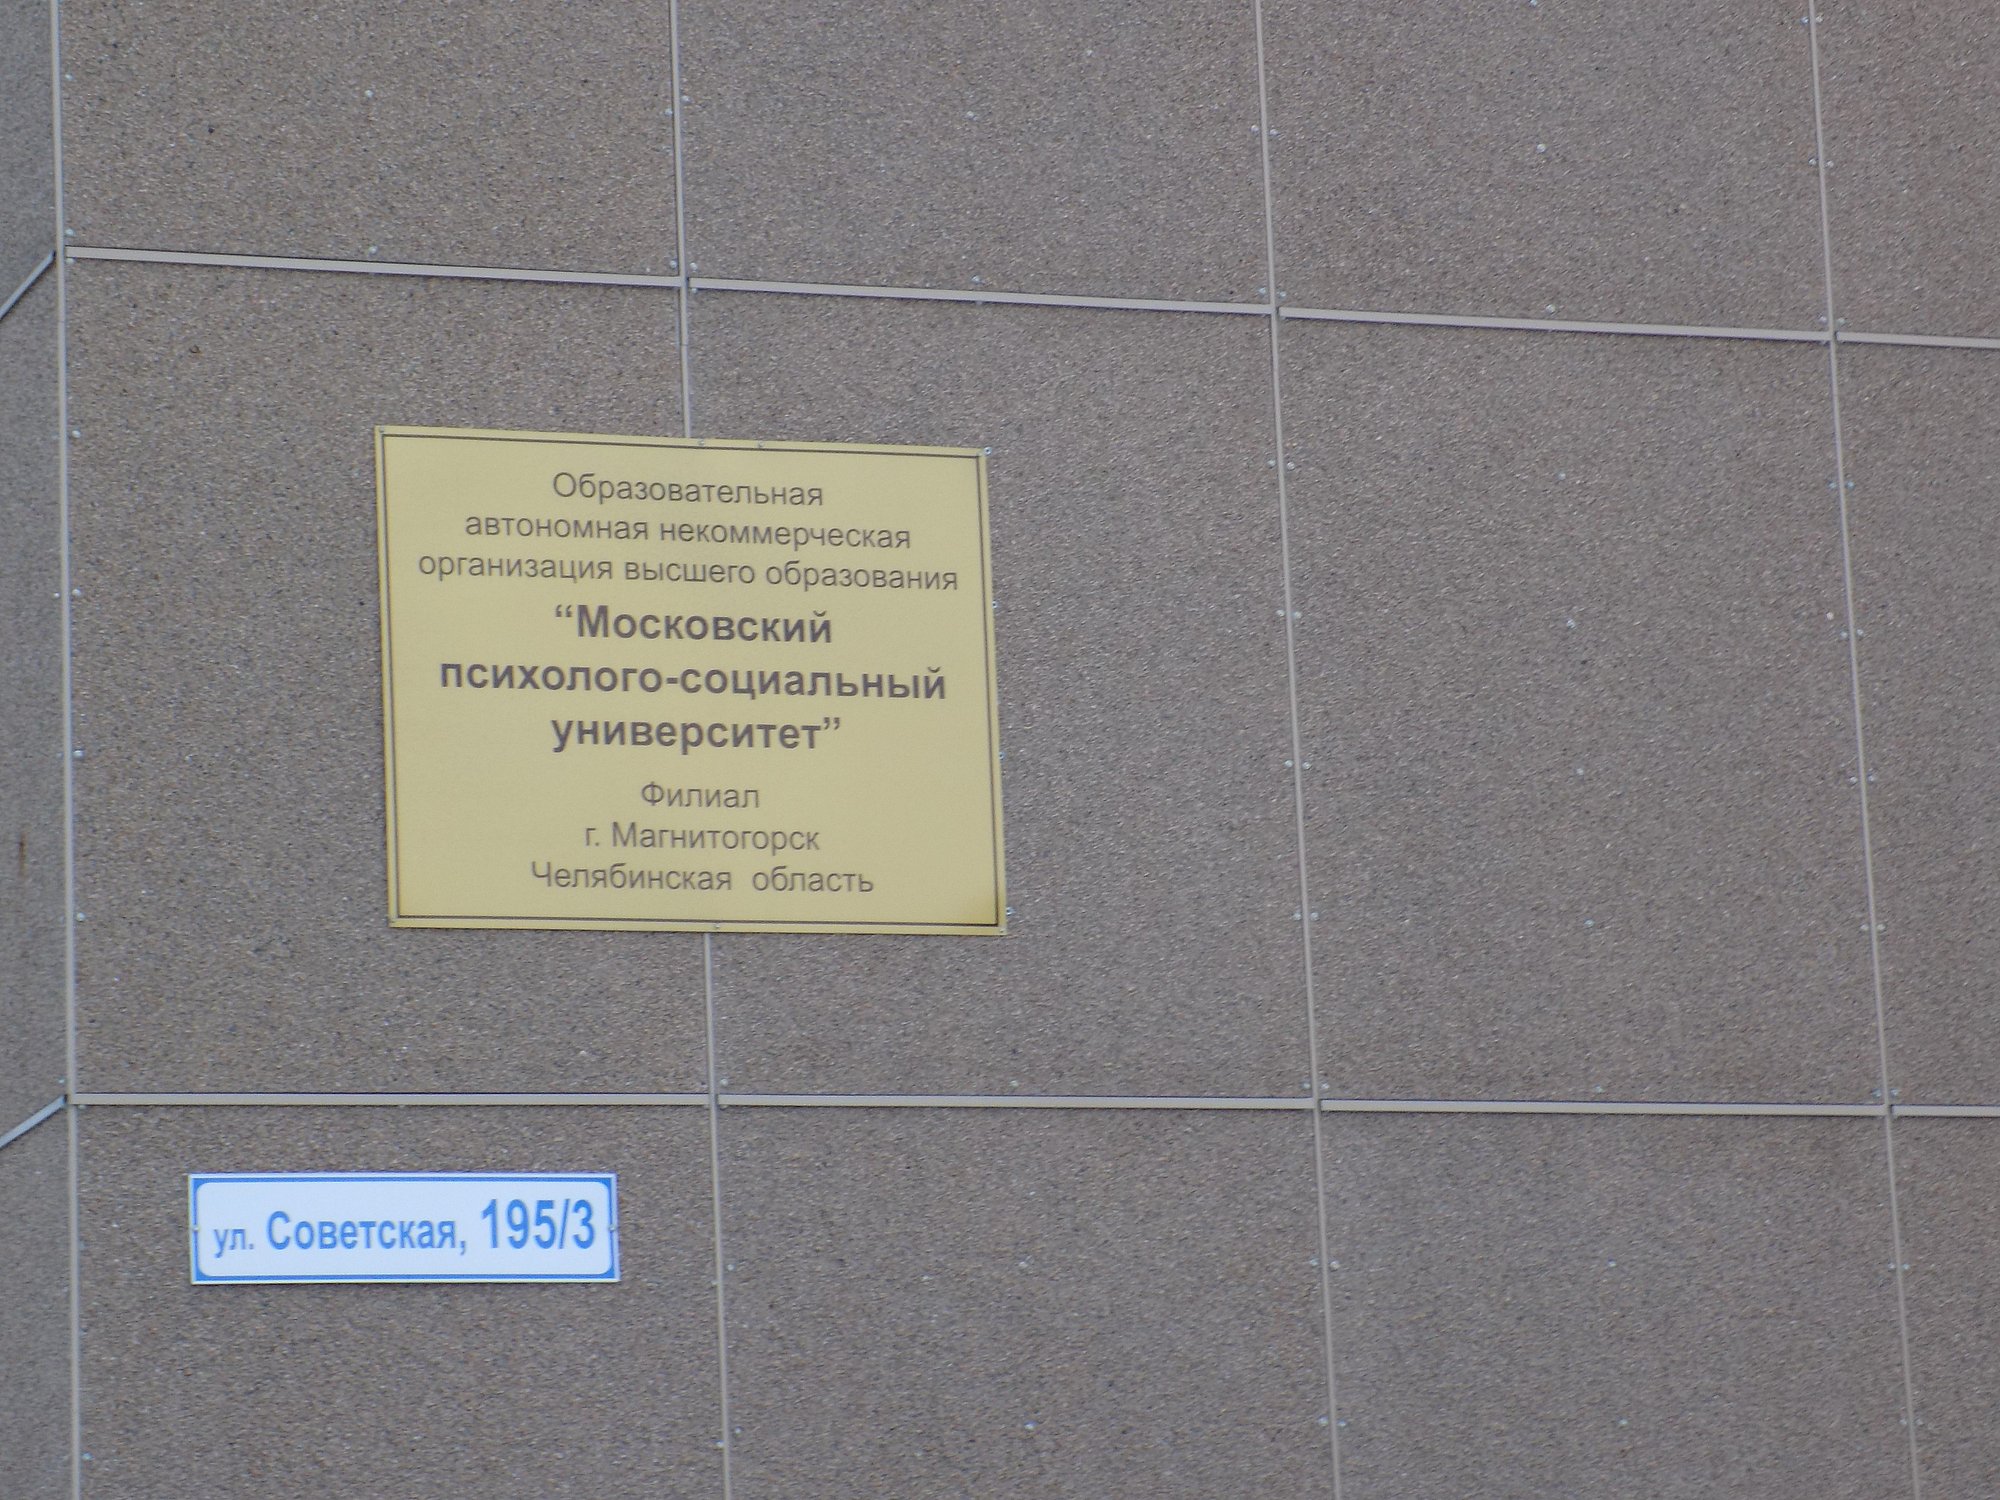 Образовательная
автономная некоммерческая
организация высшего образования
“Московский
психолого-социальный
университет”
Филиал
г. Магнитогорск
Челябинская область
ул. Советская, 195/3